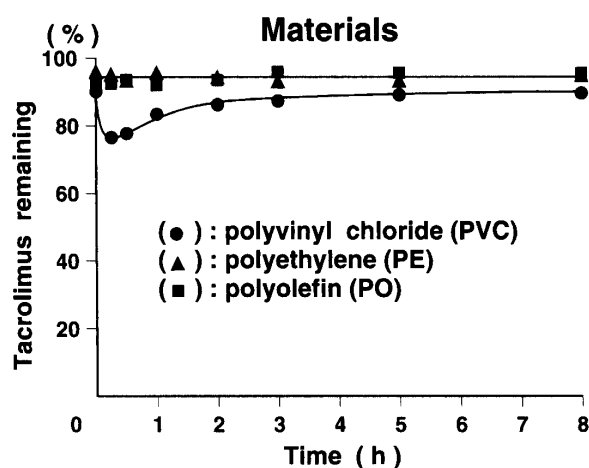 Materials
( % )
100
80
60
40
20
0
1
2
3
4
5
6
7
8
Tacrolimus remaining
Time ( h )
( ● ) : polyvinyl chloride (PVC)
( ▲ ) : polyethylene (PE)
( ■ ) : polyolefin (PO)